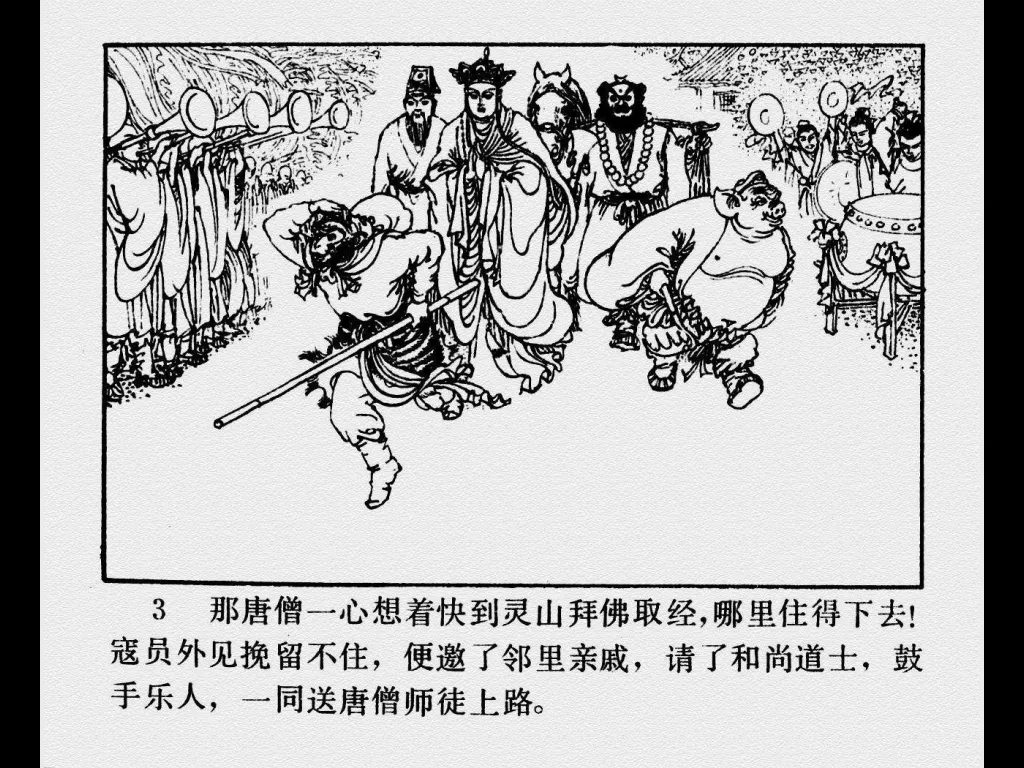 3 那唐僧一心想着快到灵山拜佛取经，哪里住得下去！
寇员外见挽留不住，便邀了邻里亲戚，请了和尚道士，鼓
手乐人，一同送唐僧师徒上路。